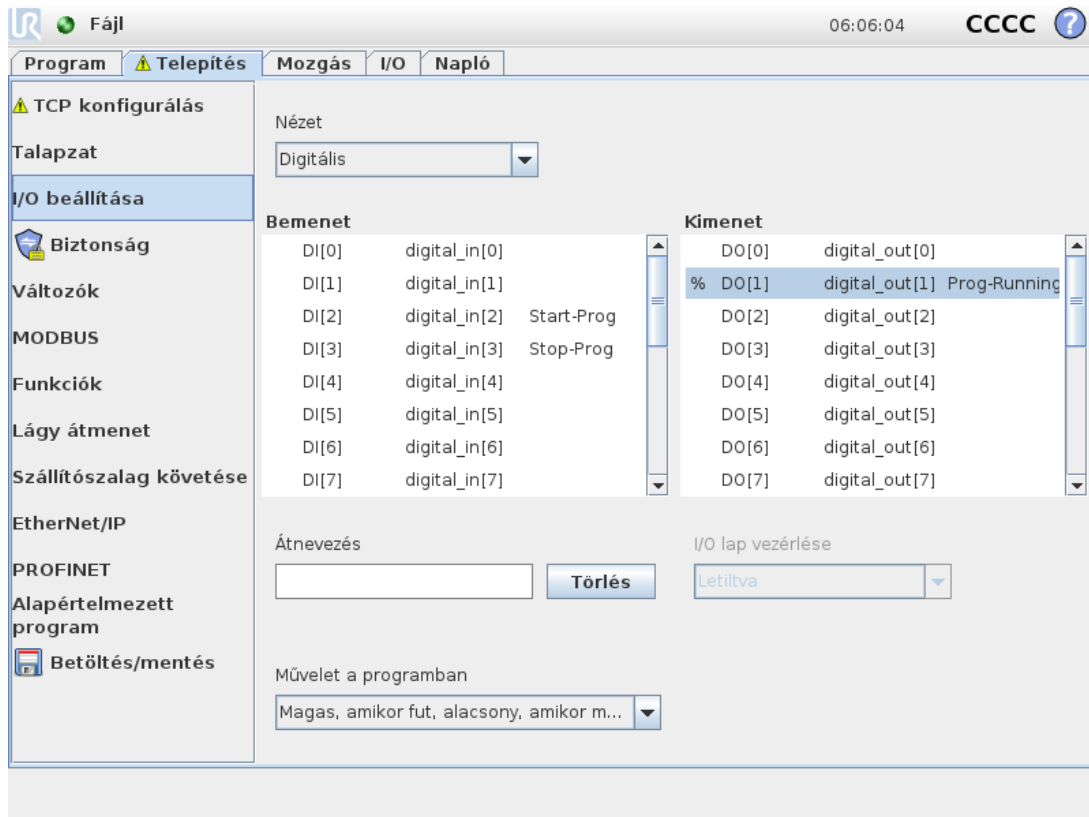 UR Fájl 06:06:04 CCCC ?
Program Telepítés Mozgás I/O Napló
TCP konfigurálás
Talapzat
I/O beállítása
Biztonság
Változók
MODBUS
Funkciók
Lágy átmenet
Szállítószalag követése
EtherNet/IP
PROFINET
Alapértelmezett
program
Betöltés/mentés
Nézet
Digitális
Bemenet
DI[0] digital_in[0]
DI[1] digital_in[1]
DI[2] digital_in[2] Start-Prog
DI[3] digital_in[3] Stop-Prog
DI[4] digital_in[4]
DI[5] digital_in[5]
DI[6] digital_in[6]
DI[7] digital_in[7]
Kimenet
DO[0] digital_out[0]
% DO[1] digital_out[1] Prog-Running
DO[2] digital_out[2]
DO[3] digital_out[3]
DO[4] digital_out[4]
DO[5] digital_out[5]
DO[6] digital_out[6]
DO[7] digital_out[7]
Átnevezés
Törlés
I/O lap vezérlése
Letiltva
Művelet a programban
Magas, amikor fut, alacsony, amikor m...